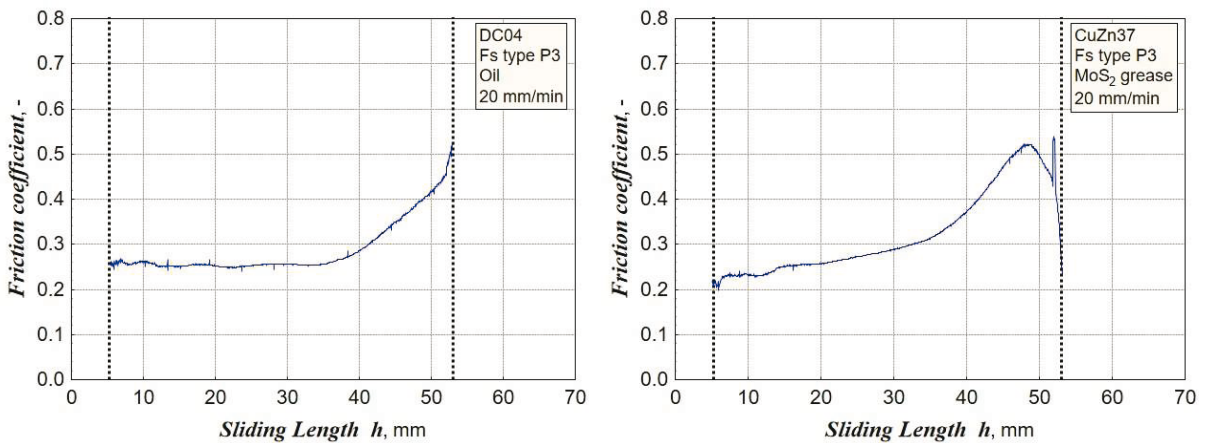 0.8
0.7
0.6
0.5
0.4
0.3
0.2
0.1
0.0
Friction coefficient, -
DC04
Fs type P3
Oil
20 mm/min
0 10 20 30 40 50 60 70
Sliding Length h, mm
0.8
0.7
0.6
0.5
0.4
0.3
0.2
0.1
0.0
Friction coefficient, -
CuZn37
Fs type P3
MoS₂ grease
20 mm/min
0 10 20 30 40 50 60 70
Sliding Length h, mm